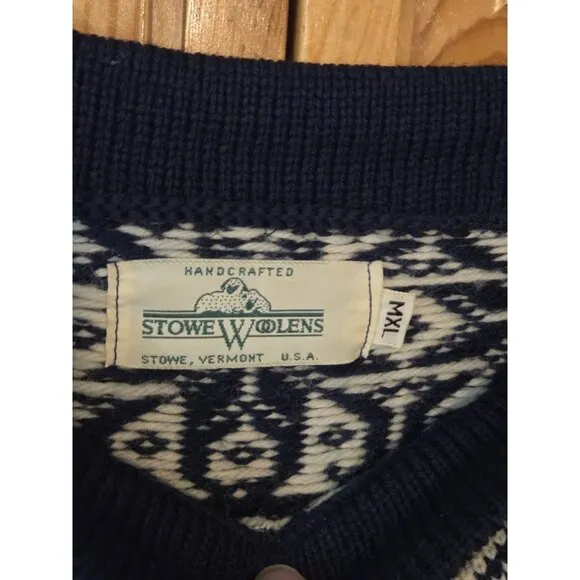 HANDCRAFTED
STOWE WOOLENS
STOWE, VERMONT U.S.A.
MXL